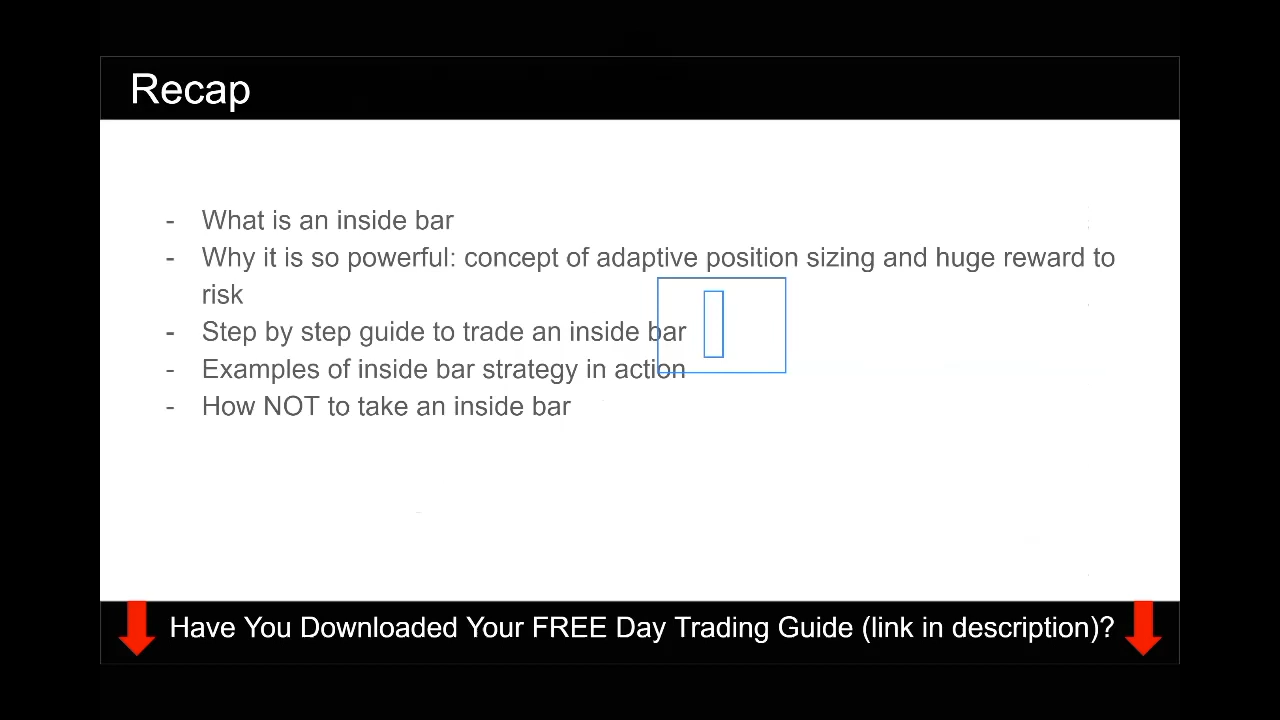 Recap
- What is an inside bar
- Why it is so powerful: concept of adaptive position sizing and huge reward to
risk
- Step by step guide to trade an inside bar
- Examples of inside bar strategy in action
- How NOT to take an inside bar
Have You Downloaded Your FREE Day Trading Guide (link in description)?